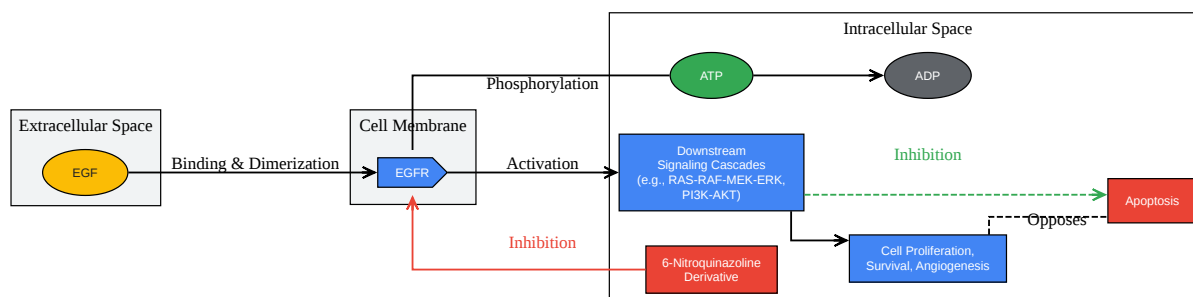 Intracellular Space
ATP
ADP
Phosphorylation
Extracellular Space
Cell Membrane
EGF
Binding & Dimerization
EGFR
Activation
Downstream
Signaling Cascades
(e.g., RAS-RAF-MEK-ERK,
PI3K-AKT)
Inhibition
Apoptosis
Opposes
Inhibition
Cell Proliferation,
Survival, Angiogenesis
6-Nitroquinazoline
Derivative